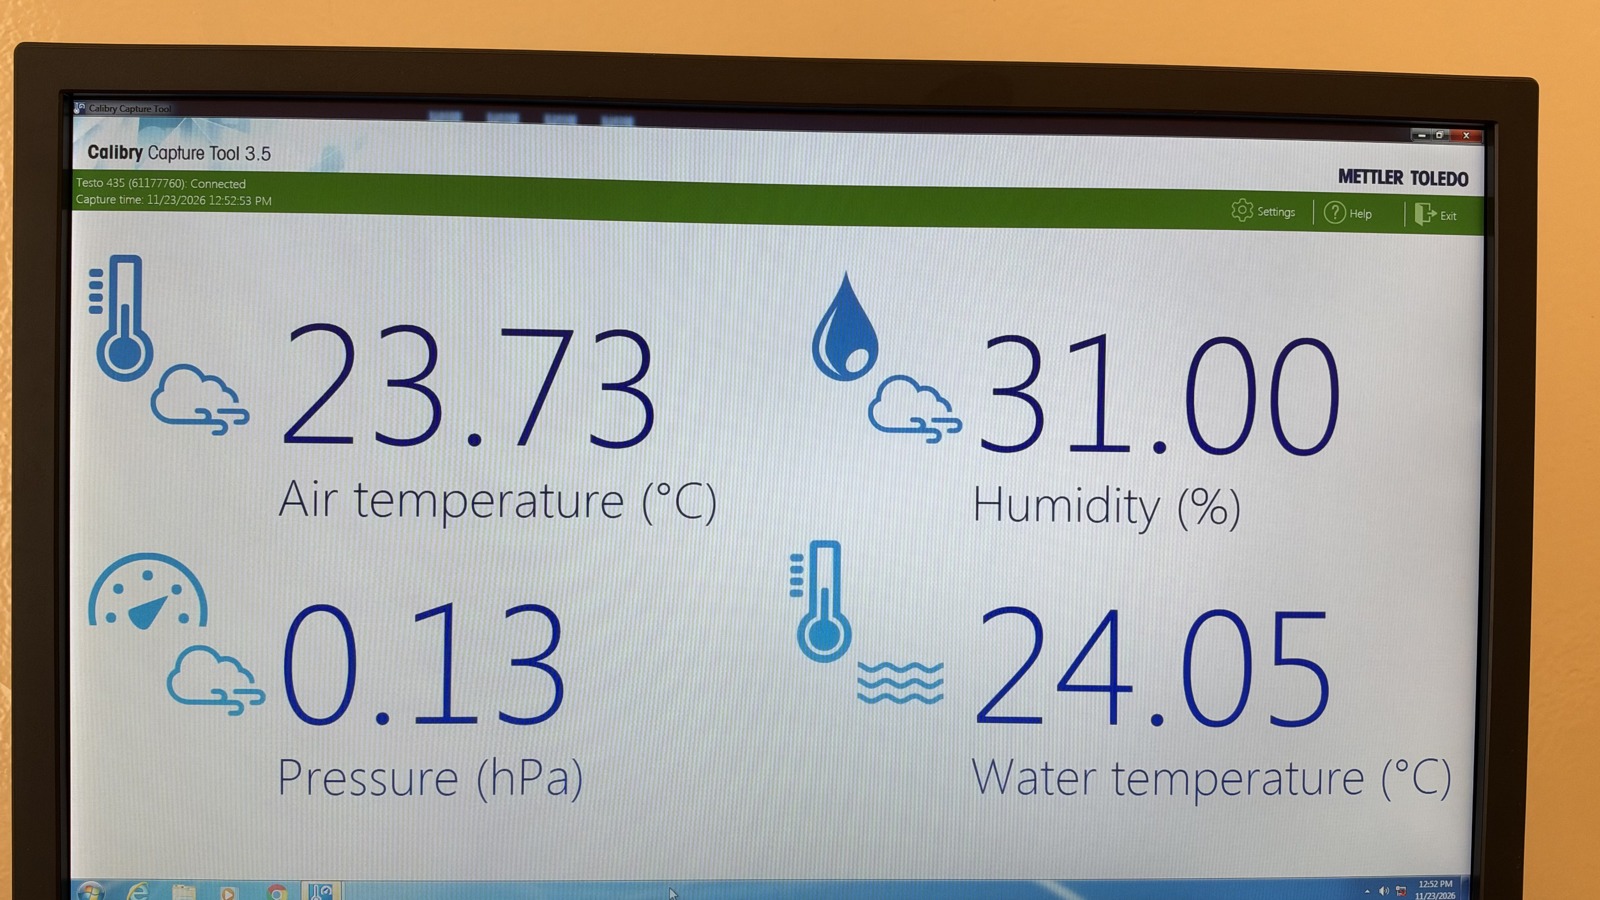 Calibry Capture Tool
Calibry Capture Tool 3.5
METTLER TOLEDO
Testo 435 (61177760): Connected
Capture time: 11/23/2026 12:52:53 PM
Settings
Help
Exit
23.73
Air temperature (°C)
31.00
Humidity (%)
0.13
Pressure (hPa)
24.05
Water temperature (°C)
12:52 PM
11/23/2026